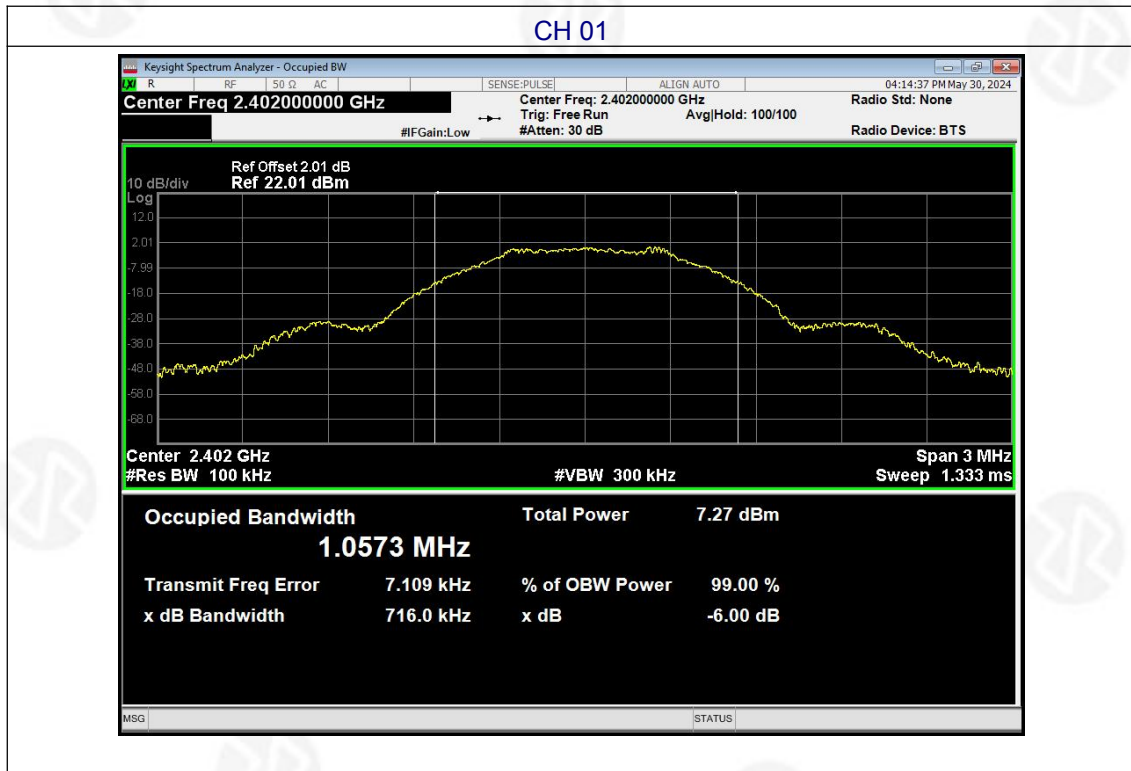 CH 01
Keysight Spectrum Analyzer - Occupied BW
LXI R RF 50 Ω AC SENSE:PULSE ALIGN AUTO 04:14:37 PM May 30, 2024
Center Freq 2.402000000 GHz Center Freq: 2.402000000 GHz Radio Std: None
Trig: Free Run Avg|Hold: 100/100
#IFGain:Low #Atten: 30 dB Radio Device: BTS
Ref Offset 2.01 dB
10 dB/div Ref 22.01 dBm
Log
12.0
2.01
-7.99
-18.0
-28.0
-38.0
-48.0
-58.0
-68.0
Center 2.402 GHz Span 3 MHz
#Res BW 100 kHz #VBW 300 kHz Sweep 1.333 ms
Occupied Bandwidth Total Power 7.27 dBm
1.0573 MHz
Transmit Freq Error 7.109 kHz % of OBW Power 99.00 %
x dB Bandwidth 716.0 kHz x dB -6.00 dB
MSG STATUS